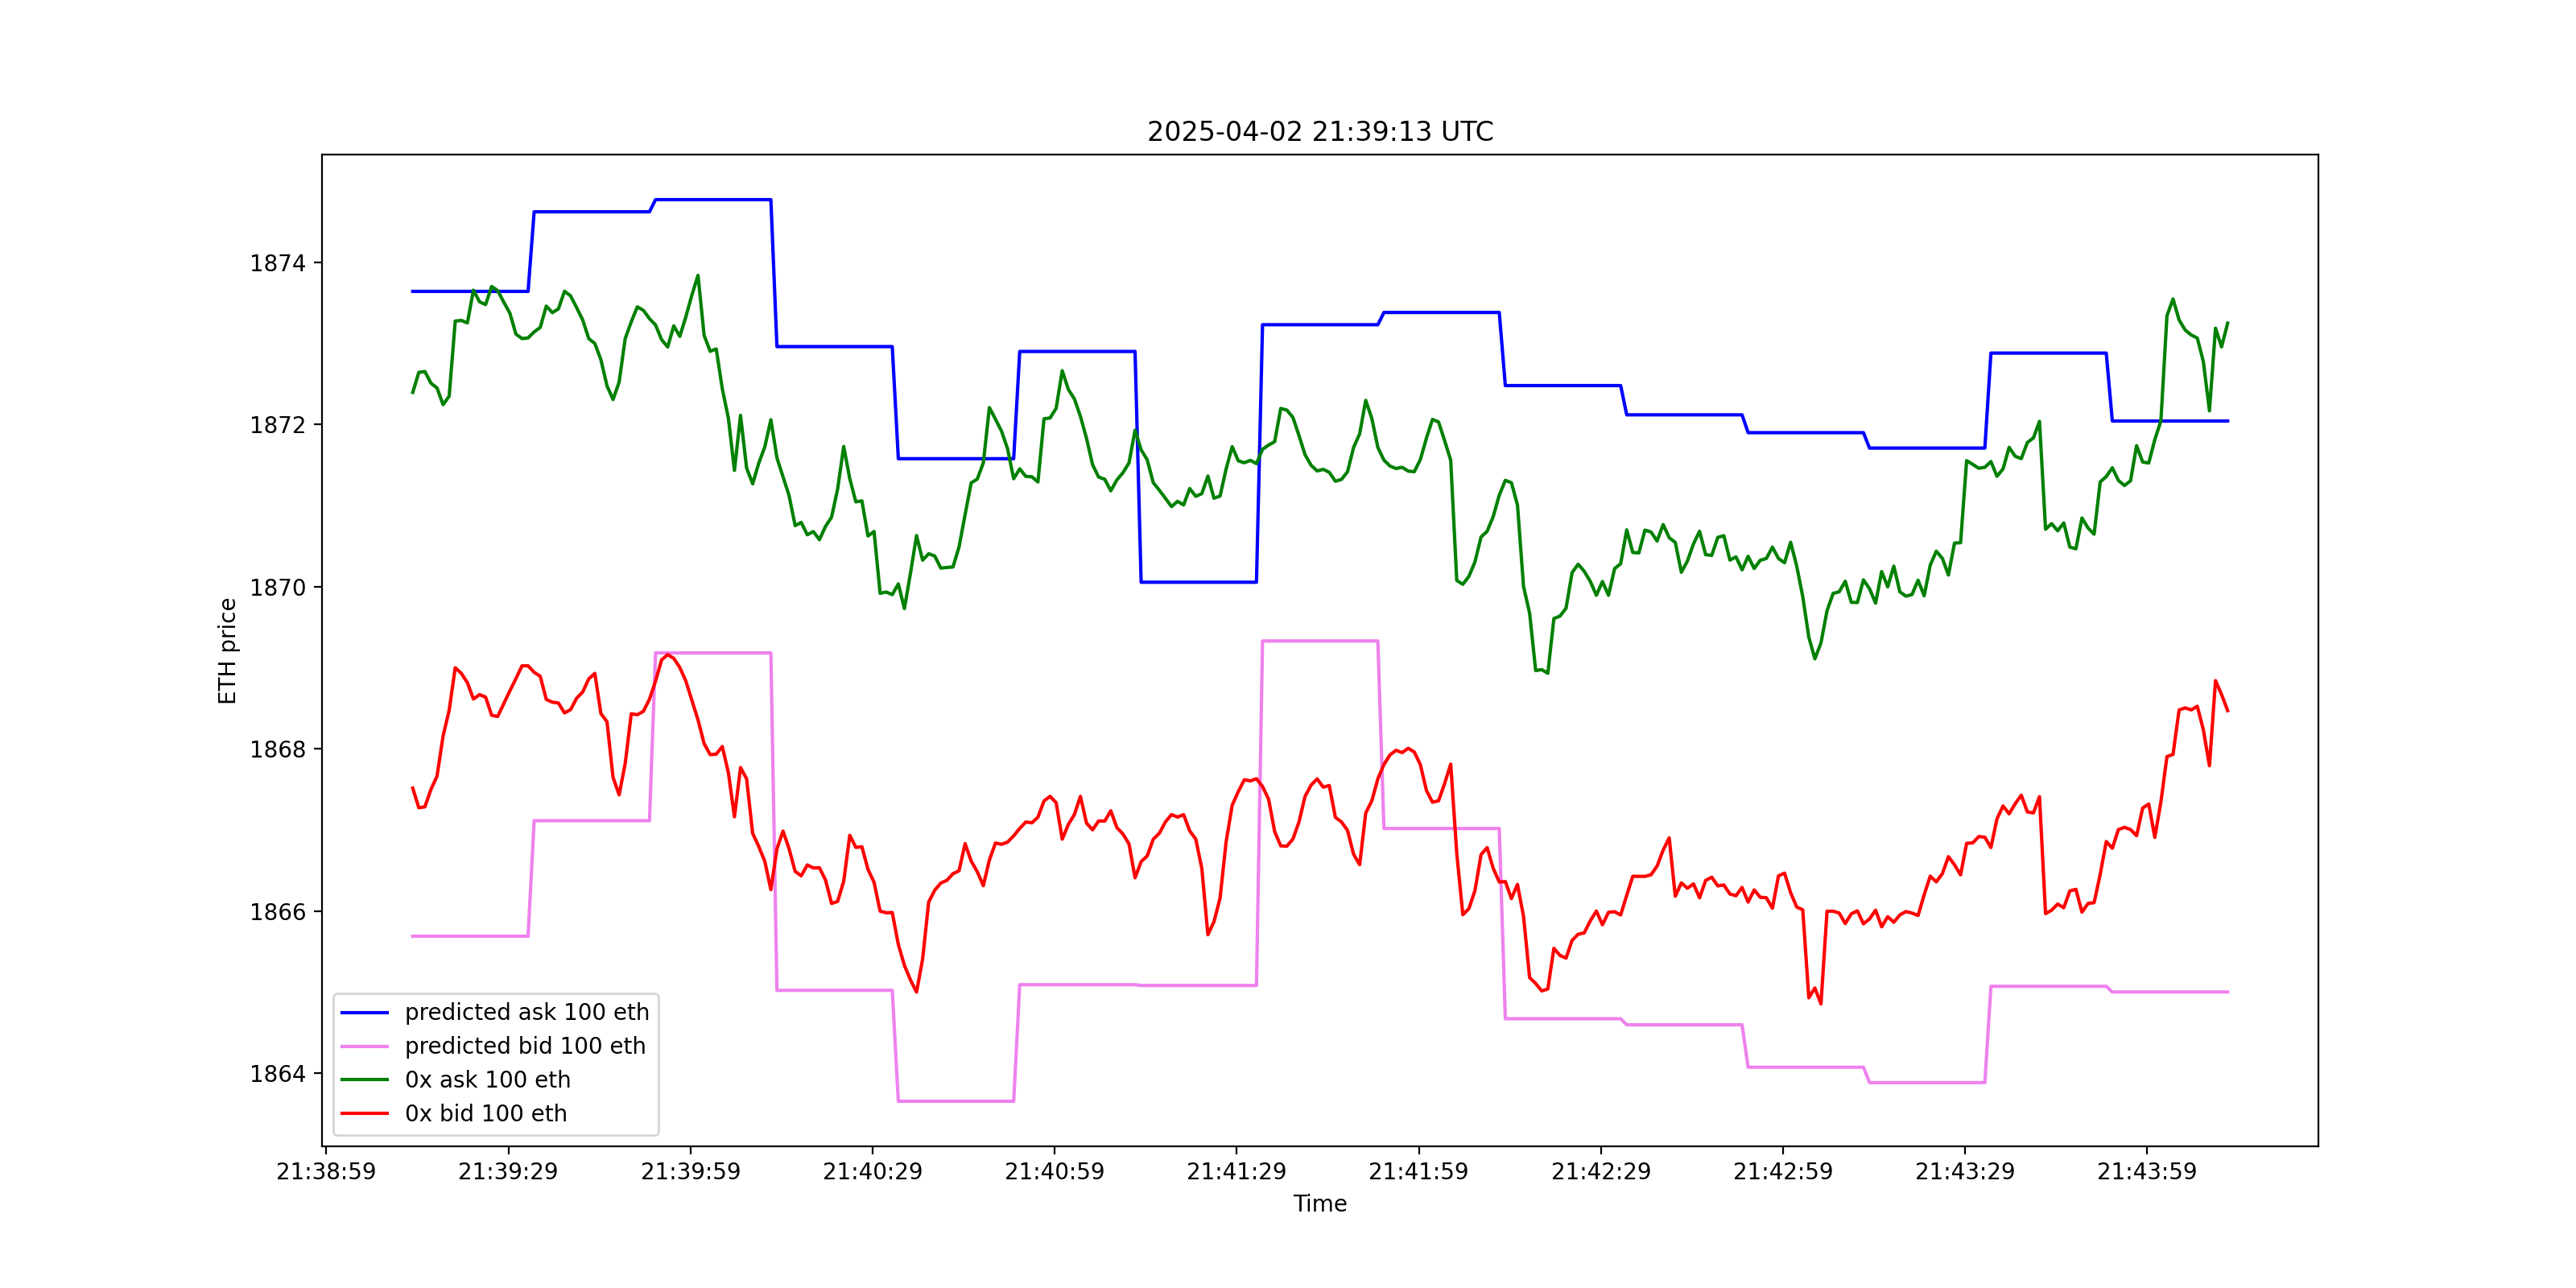 2025-04-02 21:39:13 UTC
ETH price
1874
1872
1870
1868
1866
1864
predicted ask 100 eth
predicted bid 100 eth
0x ask 100 eth
0x bid 100 eth
21:38:59 21:39:29 21:39:59 21:40:29 21:40:59 21:41:29 21:41:59 21:42:29 21:42:59 21:43:29 21:43:59
Time